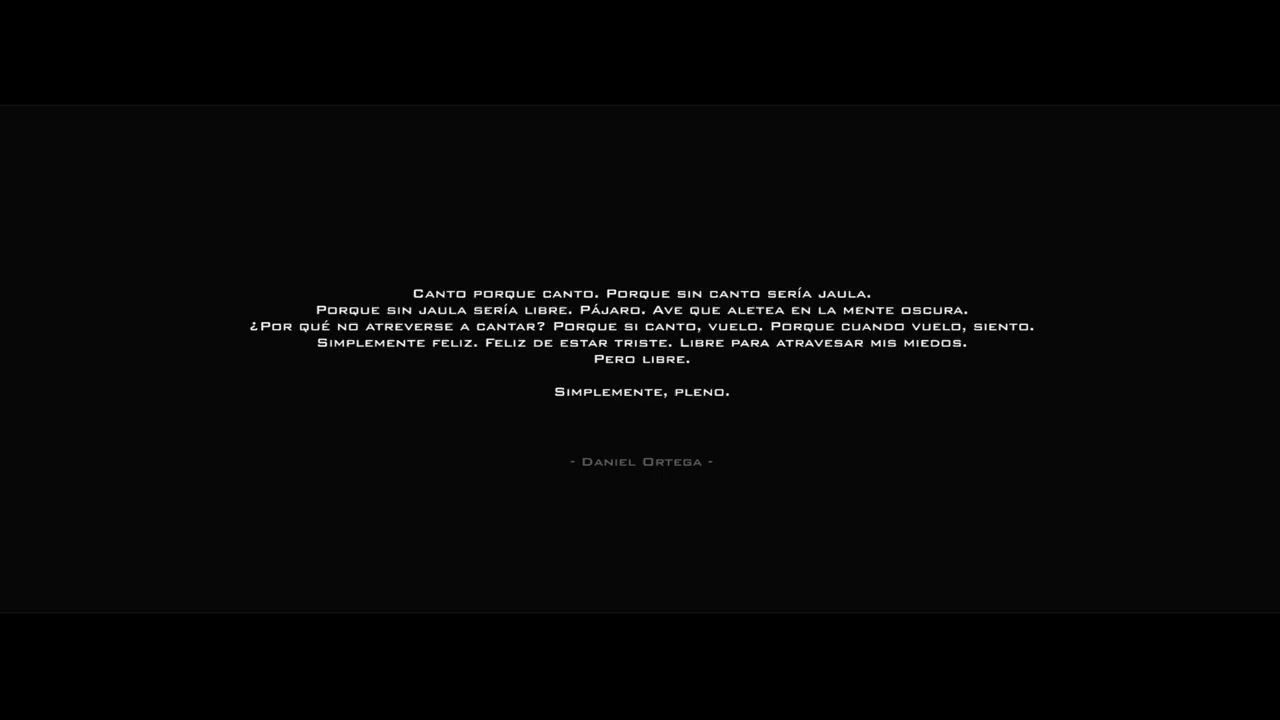 Canto porque canto. Porque sin canto sería jaula.
Porque sin jaula sería libre. Pájaro. Ave que aletea en la mente oscura.
¿Por qué no atreverse a cantar? Porque si canto, vuelo. Porque cuando vuelo, siento.
Simplemente feliz. Feliz de estar triste. Libre para atravesar mis miedos.
Pero libre.
Simplemente, pleno.
- Daniel Ortega -